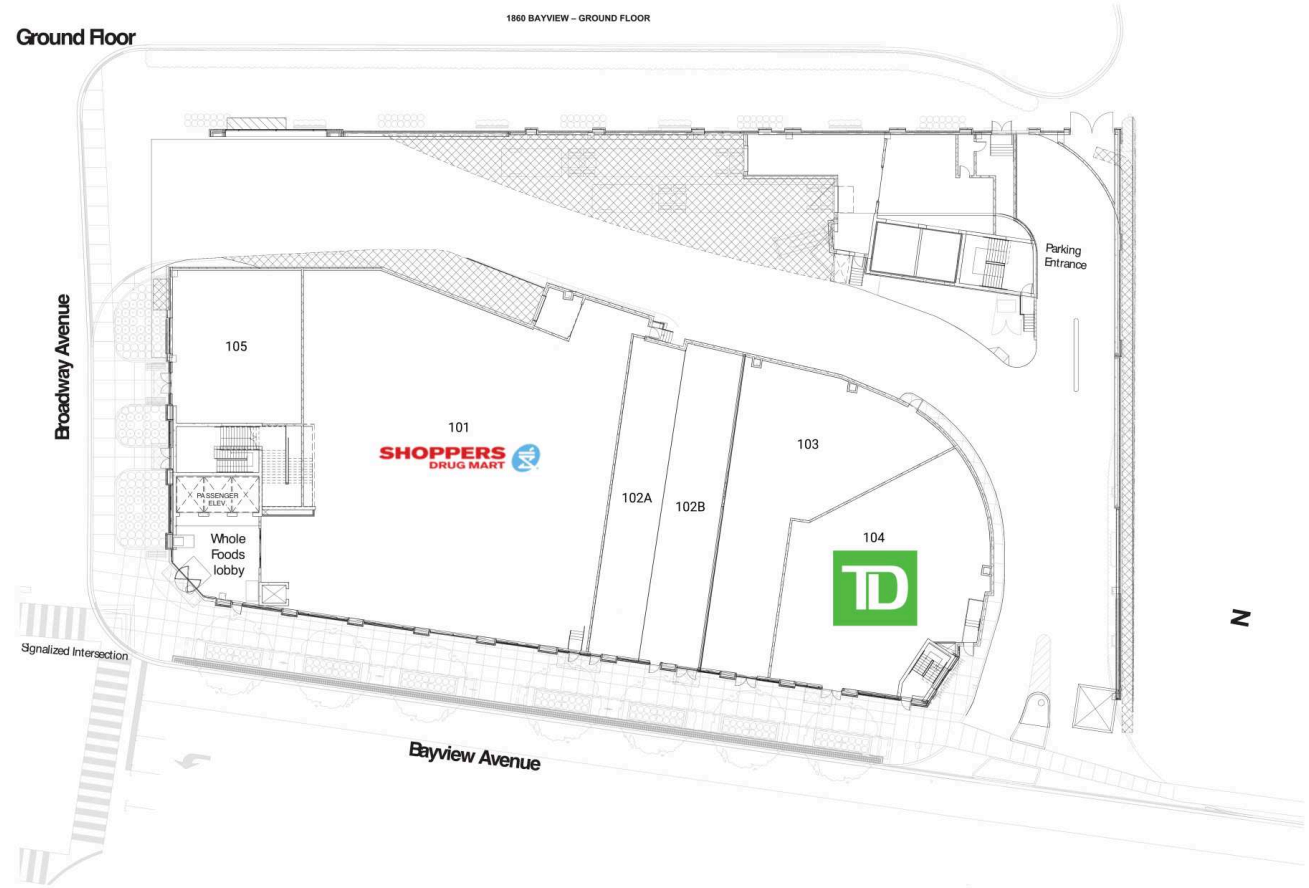 1860 BAYVIEW – GROUND FLOOR
Ground Floor
Parking
Entrance
Broadway Avenue
105
101
SHOPPERS
DRUG MART
103
102A
102B
PASSENGER
ELEV.
104
TD
Whole
Foods
lobby
N
Signalized Intersection
Bayview Avenue